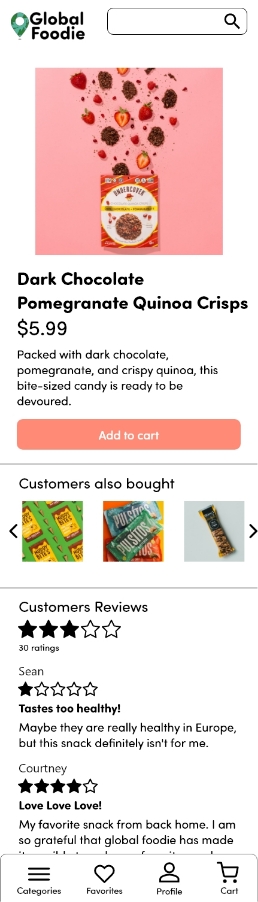 Global
Foodie
UNDERCOVER
Dark Chocolate
Pomegranate Quinoa Crisps
$5.99
Packed with dark chocolate,
pomegranate, and crispy quinoa, this
bite-sized candy is ready to be
devoured.
Add to cart
Customers also bought
PULSITOS
Customers Reviews
30 ratings
Sean
Tastes too healthy!
Maybe they are really healthy in Europe,
but this snack definitely isn't for me.
Courtney
Love Love Love!
My favorite snack from back home. I am
so grateful that global foodie has made
Categories
Favorites
Profile
Cart